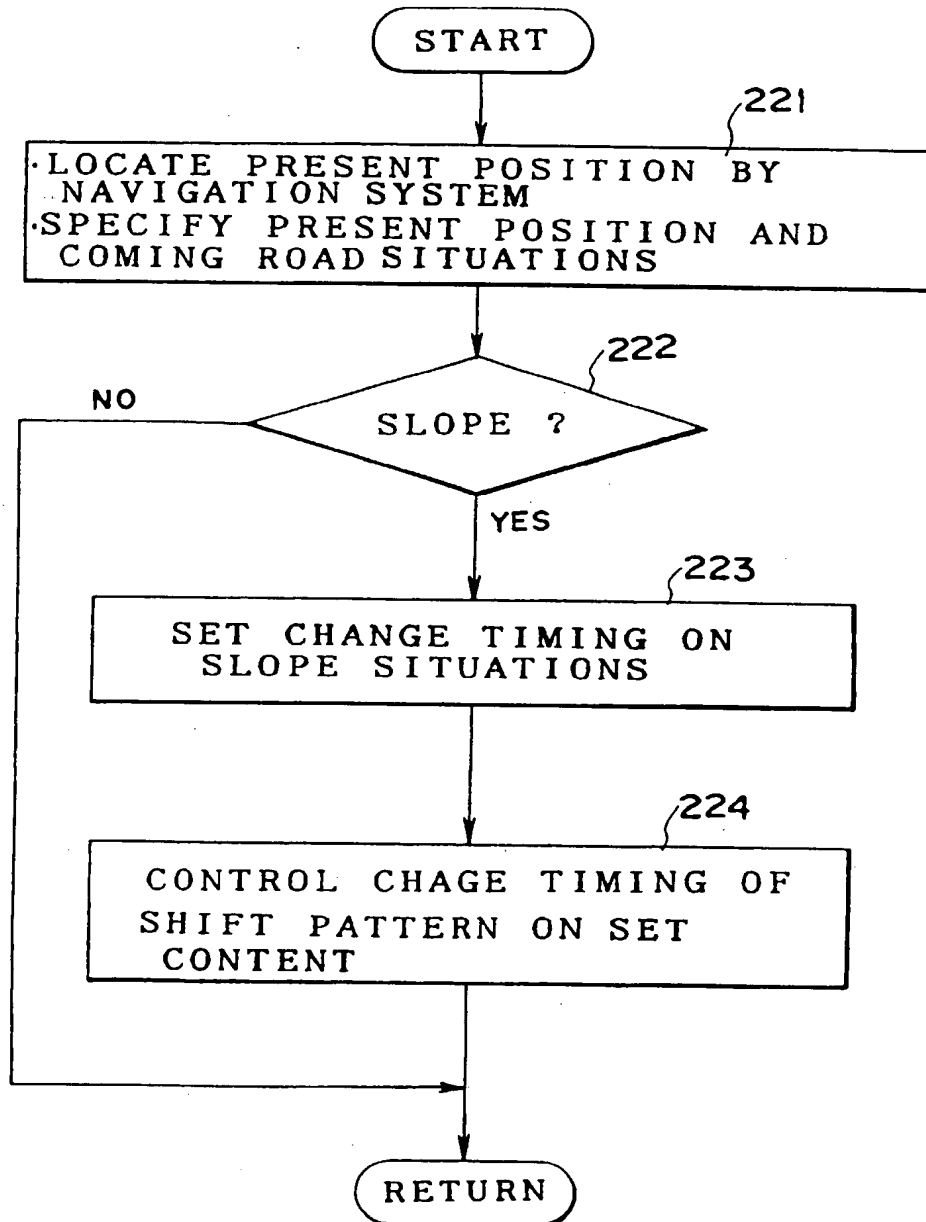 START
221
·LOCATE PRESENT POSITION BY
NAVIGATION SYSTEM
·SPECIFY PRESENT POSITION AND
COMING ROAD SITUATIONS
222
NO
SLOPE ?
YES
223
SET CHANGE TIMING ON
SLOPE SITUATIONS
224
CONTROL CHAGE TIMING OF
SHIFT PATTERN ON SET
CONTENT
RETURN